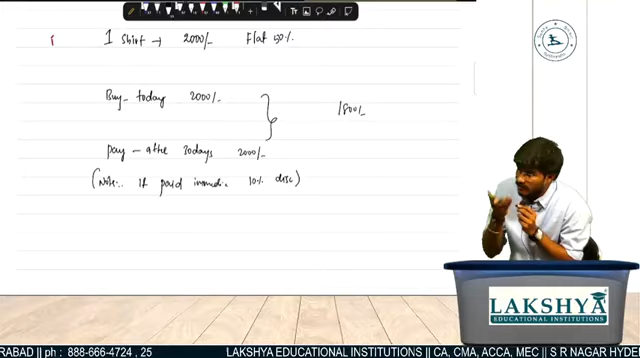 1 shirt → 2000/- Flat 50%.
Buy - today 2000/-
1800/-
pay - after 30days 2000/-
(Note:- If paid immedi 10% disc)
LAKSHYA
EDUCATIONAL INSTITUTIONS
RABAD || ph : 888-666-4724 , 25 LAKSHYA EDUCATIONAL INSTITUTIONS || CA, CMA, ACCA, MEC || S R NAGAR HYDE